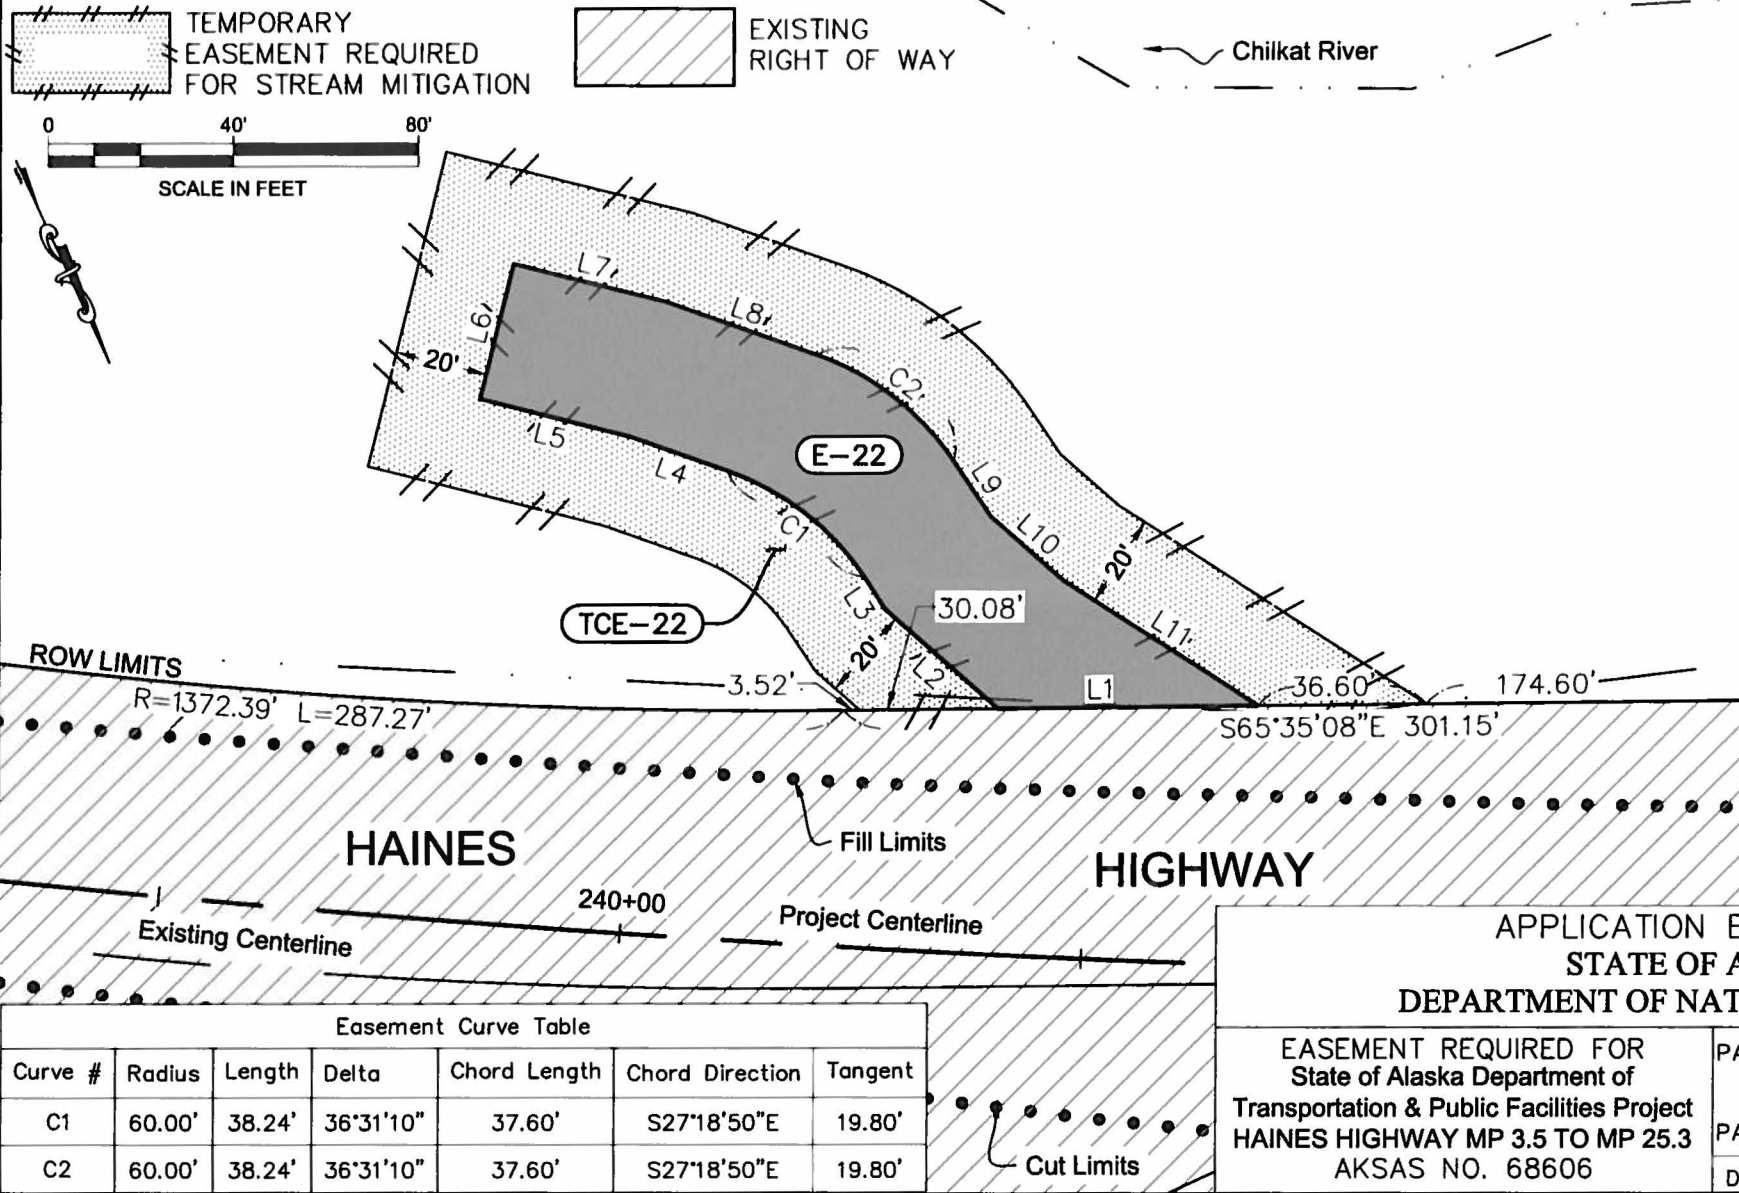 TEMPORARY
EASEMENT REQUIRED
FOR STREAM MITIGATION
EXISTING
RIGHT OF WAY
Chilkat River
0 40' 80'
SCALE IN FEET
L7
L8
L6
20'
C2
L5
L4
E-22
L9
C1
L10
20'
TCE-22
L3
30.08'
L11
20'
L2
ROW LIMITS
3.52'
L1
36.60'
174.60'
R=1372.39' L=287.27'
S65°35'08"E 301.15'
Fill Limits
HAINES HIGHWAY
240+00
Project Centerline
Existing Centerline
Easement Curve Table
Curve # Radius Length Delta Chord Length Chord Direction Tangent
C1 60.00' 38.24' 36°31'10" 37.60' S27°18'50"E 19.80'
C2 60.00' 38.24' 36°31'10" 37.60' S27°18'50"E 19.80'
Cut Limits
APPLICATION
STATE OF
DEPARTMENT OF NAT
EASEMENT REQUIRED FOR
State of Alaska Department of
Transportation & Public Facilities Project
HAINES HIGHWAY MP 3.5 TO MP 25.3
AKSAS NO. 68606